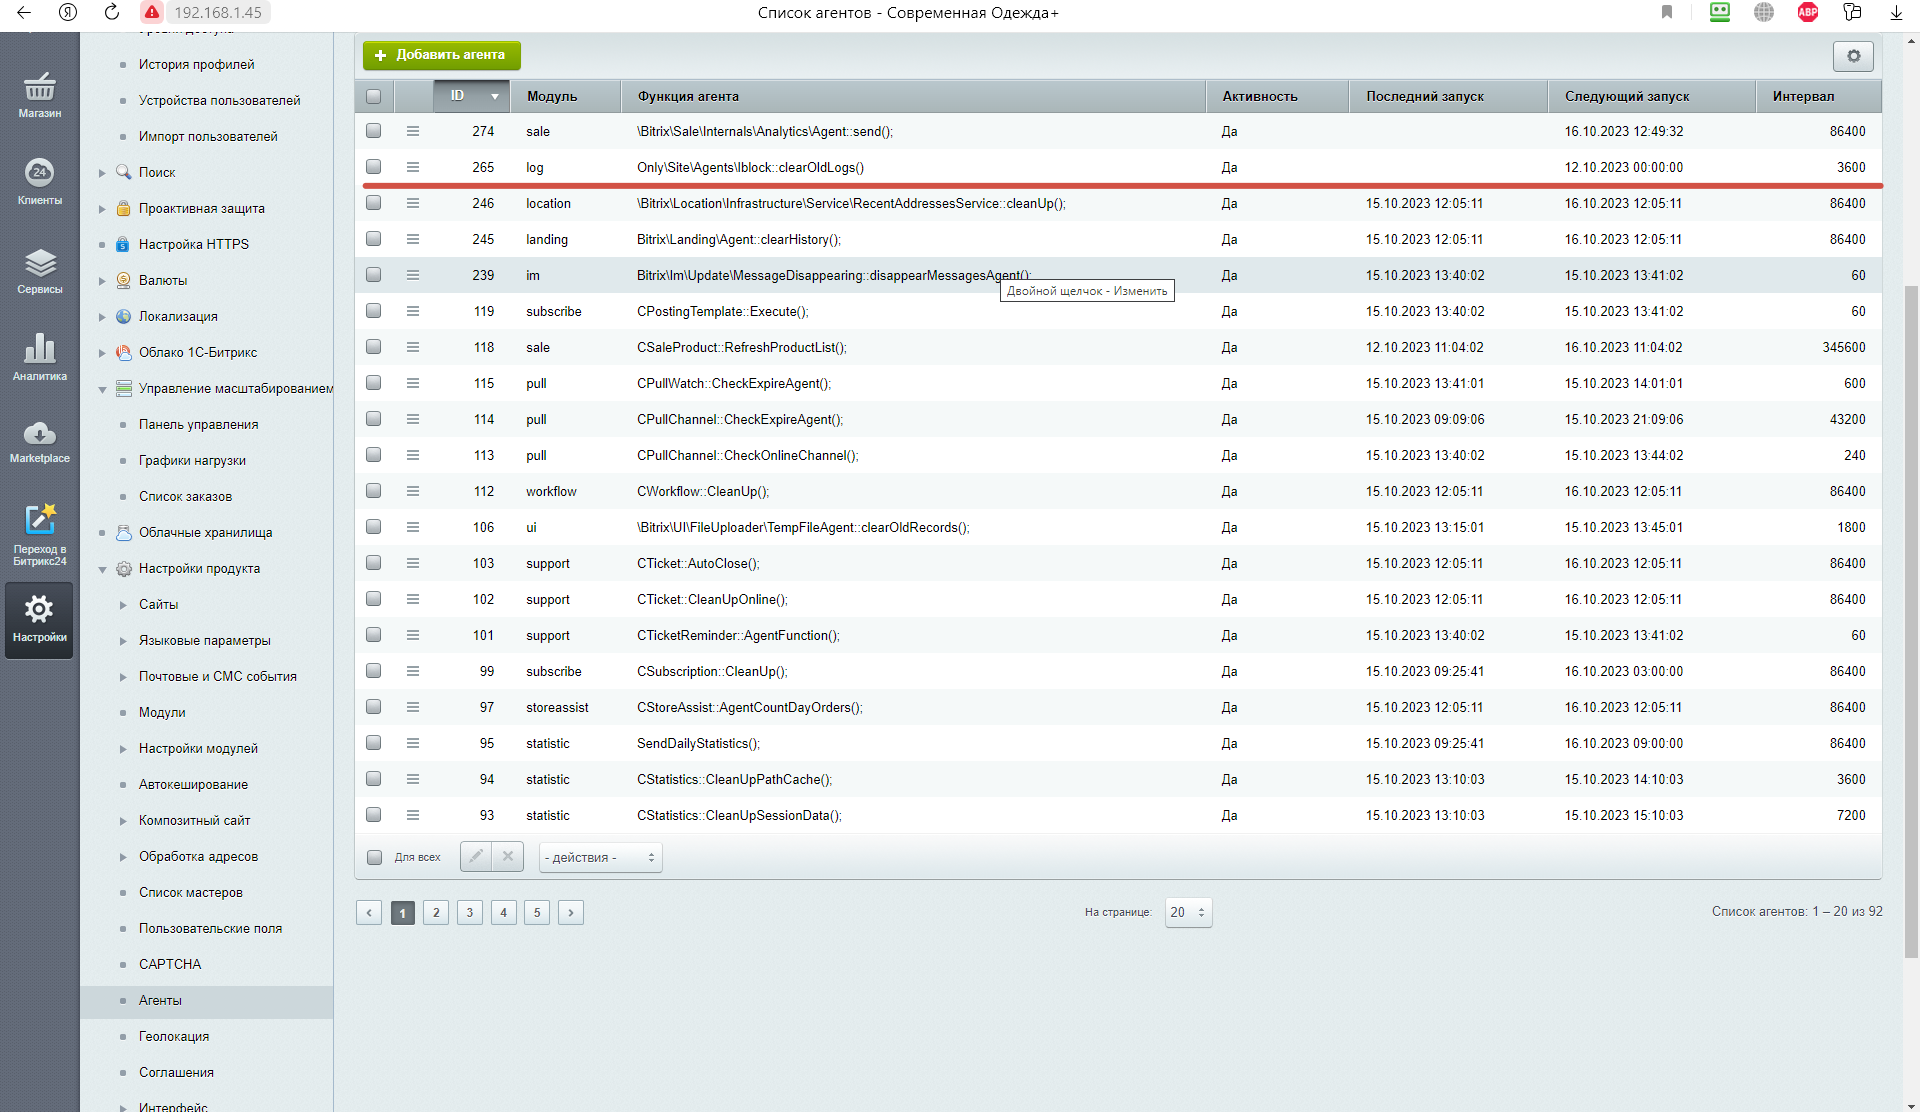 192.168.1.45
Список агентов - Современная Одежда+
ABP
Магазин
24
Клиенты
Сервисы
Аналитика
Marketplace
Переход в
Битрикс24
Настройки
История профилей
Устройства пользователей
Импорт пользователей
Поиск
Проактивная защита
Настройка HTTPS
Валюты
Локализация
Облако 1С-Битрикс
Управление масштабированием
Панель управления
Графики нагрузки
Список заказов
Облачные хранилища
Настройки продукта
Сайты
Языковые параметры
Почтовые и СМС события
Модули
Настройки модулей
Автокеширование
Композитный сайт
Обработка адресов
Список мастеров
Пользовательские поля
CAPTCHA
Агенты
Геолокация
Соглашения
Интерфейс
Добавить агента
ID Модуль Функция агента Активность Последний запуск Следующий запуск Интервал
274 sale \Bitrix\Sale\Internals\Analytics\Agent::send(); Да 16.10.2023 12:49:32 86400
265 log Only\Site\Agents\Iblock::clearOldLogs() Да 12.10.2023 00:00:00 3600
246 location \Bitrix\Location\Infrastructure\Service\RecentAddressesService::cleanUp(); Да 15.10.2023 12:05:11 16.10.2023 12:05:11 86400
245 landing Bitrix\Landing\Agent::clearHistory(); Да 15.10.2023 12:05:11 16.10.2023 12:05:11 86400
239 im Bitrix\Im\Update\MessageDisappearing::disappearMessagesAgent(); Да 15.10.2023 13:40:02 15.10.2023 13:41:02 60
Двойной щелчок - Изменить
119 subscribe CPostingTemplate::Execute(); Да 15.10.2023 13:40:02 15.10.2023 13:41:02 60
118 sale CSaleProduct::RefreshProductList(); Да 12.10.2023 11:04:02 16.10.2023 11:04:02 345600
115 pull CPullWatch::CheckExpireAgent(); Да 15.10.2023 13:41:01 15.10.2023 14:01:01 600
114 pull CPullChannel::CheckExpireAgent(); Да 15.10.2023 09:09:06 15.10.2023 21:09:06 43200
113 pull CPullChannel::CheckOnlineChannel(); Да 15.10.2023 13:40:02 15.10.2023 13:44:02 240
112 workflow CWorkflow::CleanUp(); Да 15.10.2023 12:05:11 16.10.2023 12:05:11 86400
106 ui \Bitrix\UI\FileUploader\TempFileAgent::clearOldRecords(); Да 15.10.2023 13:15:01 15.10.2023 13:45:01 1800
103 support CTicket::AutoClose(); Да 15.10.2023 12:05:11 16.10.2023 12:05:11 86400
102 support CTicket::CleanUpOnline(); Да 15.10.2023 12:05:11 16.10.2023 12:05:11 86400
101 support CTicketReminder::AgentFunction(); Да 15.10.2023 13:40:02 15.10.2023 13:41:02 60
99 subscribe CSubscription::CleanUp(); Да 15.10.2023 09:25:41 16.10.2023 03:00:00 86400
97 storeassist CStoreAssist::AgentCountDayOrders(); Да 15.10.2023 12:05:11 16.10.2023 12:05:11 86400
95 statistic SendDailyStatistics(); Да 15.10.2023 09:25:41 16.10.2023 09:00:00 86400
94 statistic CStatistics::CleanUpPathCache(); Да 15.10.2023 13:10:03 15.10.2023 14:10:03 3600
93 statistic CStatistics::CleanUpSessionData(); Да 15.10.2023 13:10:03 15.10.2023 15:10:03 7200
Для всех - действия -
1 2 3 4 5 На странице: 20 Список агентов: 1 – 20 из 92